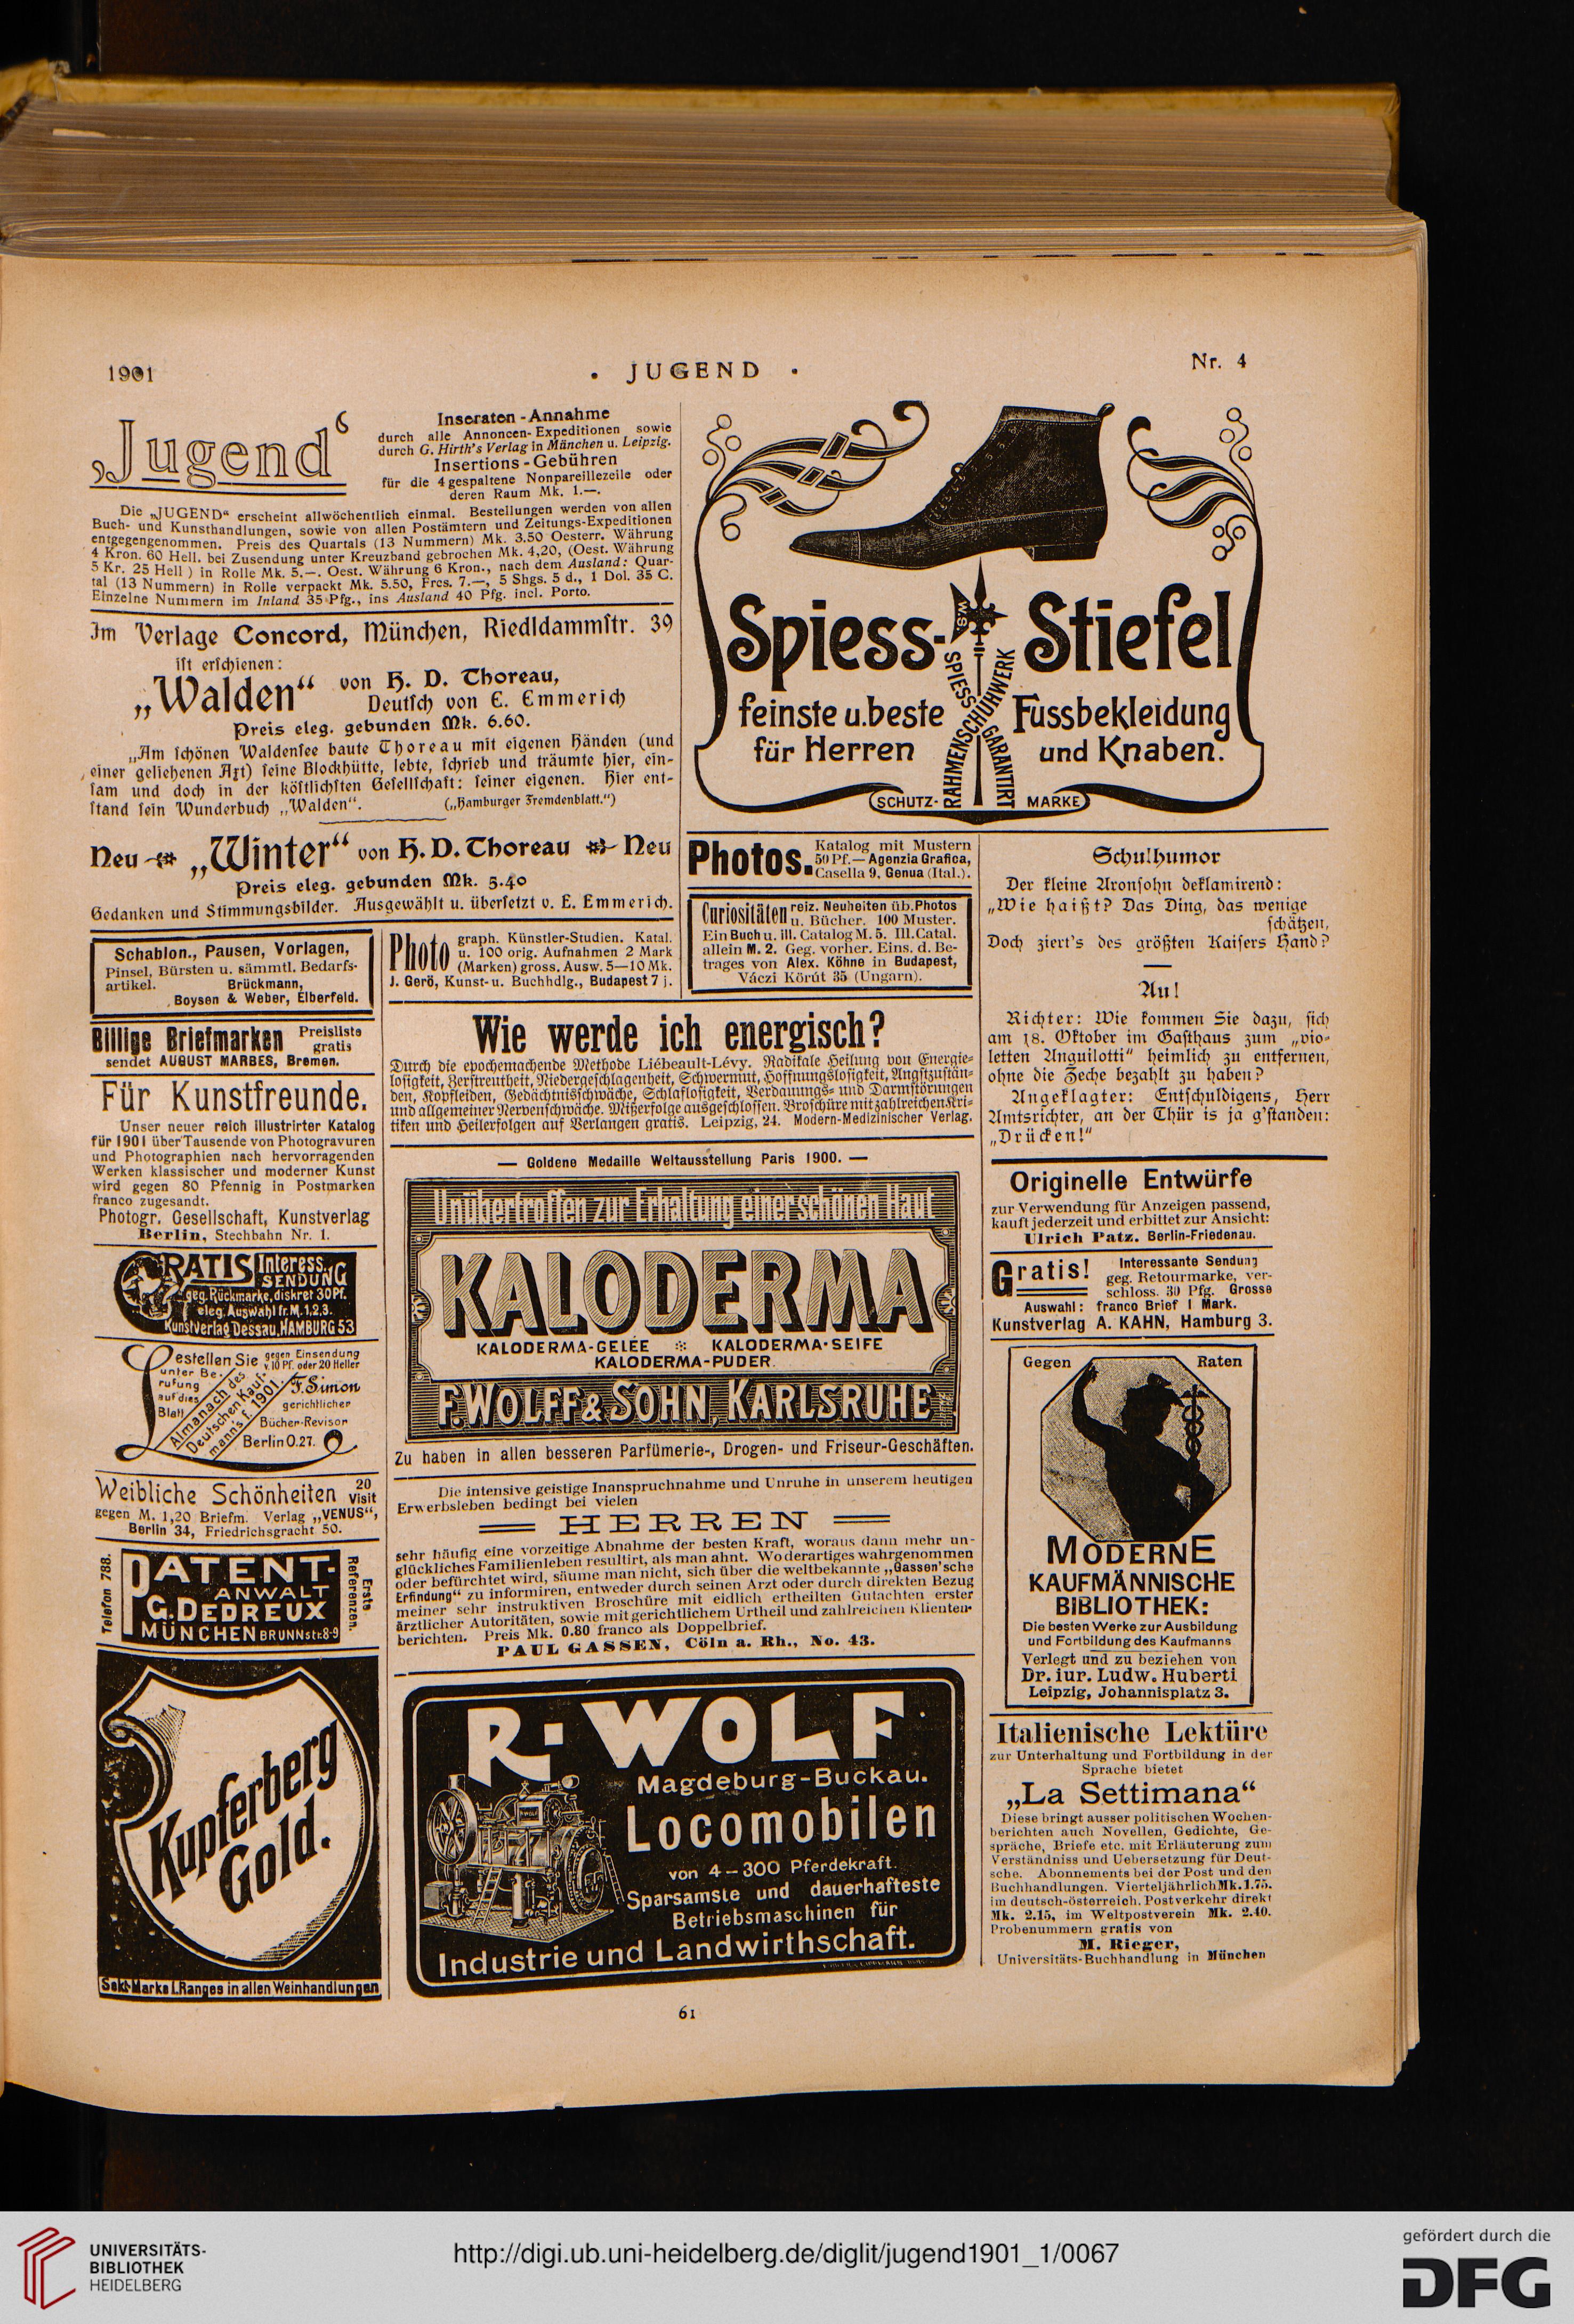 1901
• JUGEND •
Nr. 4
„Jugend‘
Inseraten-Annahme
durch alle Annoncen-Expeditionen sowie
durch G. Hirth's Verlag in München u. Leipzig.
Insertions-Gebühren
für die 4gespaltene Nonpareillezeile oder
deren Raum Mk. 1.—.
Die „JUGEND“ erscheint allwöchentlich einmal. Bestellungen werden von allen
Buch- und Kunsthandlungen, sowie von allen Postämtern und Zeitungs-Expeditionen
entgegengenommen. Preis des Quartals (13 Nummern) Mk. 3.50 Oesterr. Währung
4 Kron. 60 Hell. bei Zusendung unter Kreuzband gebrochen Mk. 4,20, (Oest. Währung
5 Kr. 25 Hell ) in Rolle Mk. 5.—. Oest. Währung 6 Kron., nach dem Ausland: Quar-
tal (13 Nummern) in Rolle verpackt Mk. 5.50, Frcs. 7.—, 5 Shgs. 5 d., 1 Dol. 35 C.
Einzelne Nummern im Inland 35 Pfg., ins Ausland 40 Pfg. incl. Porto.
Im Verlage Concord, München, Riedldammstr. 39
ist erschienen:
„Walden“ von H. D. Thoreau,
Deutsch von E. Emmerich
Preis eleg. gebunden Mk. 6.60.
„Am schönen Waldensee baute Thoreau mit eigenen Händen (und
einer geliehenen Axt) seine Blockhütte, lebte, schrieb und träumte hier, ein-
sam und doch in der köstlichsten Gesellschaft: seiner eigenen. Hier ent-
stand sein Wunderbuch „Walden“. („Hamburger Fremdenblatt.“)
Neu „Winter“ von H. D. Thoreau Neu
Preis eleg. gebunden Mk. 5.40
Gedanken und Stimmungsbilder. Ausgewählt u. übersetzt v. E. Emmerich.
Spiess- Stiefel
W.S.
SPIESS
RAHMENSCHUHWERK
GARANTIRT
feinste u. beste Fussbekleidung
für Herren und Knaben.
SCHUTZ- MARKE
Schablon., Pausen, Vorlagen,
Pinsel, Bürsten u. sämmtl. Bedarfs-
artikel. Brückmann,
Boysen & Weber, Elberfeld.
Billige Briefmarken Preisliste
gratis
sendet AUGUST MARBES, Bremen.
Für Kunstfreunde.
Unser neuer reich illustrirter Katalog
für 1901 über Tausende von Photogravuren
und Photographien nach hervorragenden
Werken klassischer und moderner Kunst
wird gegen 80 Pfennig in Postmarken
franco zugesandt.
Photogr. Gesellschaft, Kunstverlag
Berlin, Stechbahn Nr. 1.
GRATIS Interess.
SENDUNG
geg. Rückmarke, diskret 30 Pf.
eleg. Auswahl fr. M. 1.2.3.
Kunstverlag Dessau, HAMBURG 53
Bestellen Sie gegen Einsendung
v. 10 Pf. oder 20 Heller
unter Be-
rufung
auf dies
Blatt
Almanach des
Deutschen Kauf-
mann's f. 1901.
F. Simon
gerichtlicher
Bücher-Revisor
Berlin O. 27.
Weibliche Schönheiten 20
Visit
gegen M. 1,20 Briefm. Verlag „VENUS“,
Berlin 34, Friedrichsgracht 50.
Telefon 788.
PATENT-
ANWALT
G. DEDREUX
MÜNCHEN BRUNNstr. 8-9
Erste
Referenzen.
Kupferberg
Gold.
Sekt-Marke I. Ranges in allen Weinhandlungen
Photo graph. Künstler-Studien. Katal.
u. 100 orig. Aufnahmen 2 Mark
(Marken) gross. Ausw. 5—10 Mk.
J. Gerö, Kunst- u. Buchhdlg., Budapest 7 j.
Photos. Katalog mit Mustern
50 Pf. — Agenzia Grafica,
Casella 9, Genua (Ital.).
Curiositäten reiz. Neuheiten üb. Photos
u. Bücher. 100 Muster.
Ein Buch u. ill. Catalog M. 5. Ill. Catal.
allein M. 2. Geg. vorher. Eins. d. Be-
trages von Alex. Köhne in Budapest,
Váczi Körút 35 (Ungarn).
Wie werde ich energisch?
Durch die epochemachende Methode Liébeault-Lévy. Radikale Heilung von Energie-
losigkeit, Zerstreutheit, Niedergeschlagenheit, Schwermut, Hoffnungslosigkeit, Angstzustän-
den, Kopfleiden, Gedächtnisschwäche, Schlaflosigkeit, Verdauungs- und Darmstörungen
und allgemeiner Nervenschwäche. Mißerfolge ausgeschlossen. Broschüre mit zahlreichen Kri-
tiken und Heilerfolgen auf Verlangen gratis. Leipzig, 24. Modern-Medizinischer Verlag.
— Goldene Medaille Weltausstellung Paris 1900. —
Unübertroffen zur Erhaltung einer schönen Haut
KALODERMA
KALODERMA-GELÉE KALODERMA-SEIFE
KALODERMA-PUDER
F. WOLFF & SOHN, KARLSRUHE
Zu haben in allen besseren Parfümerie-, Drogen- und Friseur-Geschäften.
Die intensive geistige Inanspruchnahme und Unruhe in unserem heutigen
Erwerbsleben bedingt bei vielen
HERREN
sehr häufig eine vorzeitige Abnahme der besten Kraft, woraus dann mehr un-
glückliches Familienleben resultirt, als man ahnt. Wo derartiges wahrgenommen
oder befürchtet wird, säume man nicht, sich über die weltbekannte „Gassen'sche
Erfindung“ zu informiren, entweder durch seinen Arzt oder durch direkten Bezug
meiner sehr instruktiven Broschüre mit eidlich ertheilten Gutachten erster
ärztlicher Autoritäten, sowie mit gerichtlichem Urtheil und zahlreichen Klienten-
berichten. Preis Mk. 0.80 franco als Doppelbrief.
PAUL GASSEN, Cöln a. Rh., No. 43.
R. WOLF
Magdeburg-Buckau.
Locomobilen
von 4–300 Pferdekraft.
Sparsamste und dauerhafteste
Betriebsmaschinen für
Industrie und Landwirthschaft.
Schulhumor
Der kleine Aronsohn deklamirend:
„Wie haißt? Das Ding, das wenige
schätzen,
Doch ziert's des größten Kaisers Hand?
Au!
Richter: Wie kommen Sie dazu, sich
am 18. Oktober im Gasthaus zum „vio-
letten Anguilotti“ heimlich zu entfernen,
ohne die Zeche bezahlt zu haben?
Angeklagter: Entschuldigens, Herr
Amtsrichter, an der Thür is ja g'standen:
„Drücken!“
Originelle Entwürfe
zur Verwendung für Anzeigen passend,
kauft jederzeit und erbittet zur Ansicht:
Ulrich Patz. Berlin-Friedenau.
Gratis! Interessante Sendung
geg. Retourmarke, ver-
schloss. 30 Pfg. Grosse
Auswahl: franco Brief 1 Mark.
Kunstverlag A. KAHN, Hamburg 3.
Gegen Raten
MODERNE
KAUFMÄNNISCHE
BIBLIOTHEK:
Die besten Werke zur Ausbildung
und Fortbildung des Kaufmanns
Verlegt und zu beziehen von
Dr. iur. Ludw. Huberti
Leipzig, Johannisplatz 3.
Italienische Lektüre
zur Unterhaltung und Fortbildung in der
Sprache bietet
„La Settimana“
Diese bringt ausser politischen Wochen-
berichten auch Novellen, Gedichte, Ge-
spräche, Briefe etc. mit Erläuterung zum
Verständniss und Uebersetzung für Deut-
sche. Abonnements bei der Post und den
Buchhandlungen. Vierteljährlich Mk. 1.75.
im deutsch-österreich. Postverkehr direkt
Mk. 2.15, im Weltpostverein Mk. 2.40.
Probenummern gratis von
M. Rieger,
Universitäts-Buchhandlung in München
61
UNIVERSITÄTS-
BIBLIOTHEK
HEIDELBERG
http://digi.ub.uni-heidelberg.de/diglit/jugend1901_1/0067
gefördert durch die
DFG